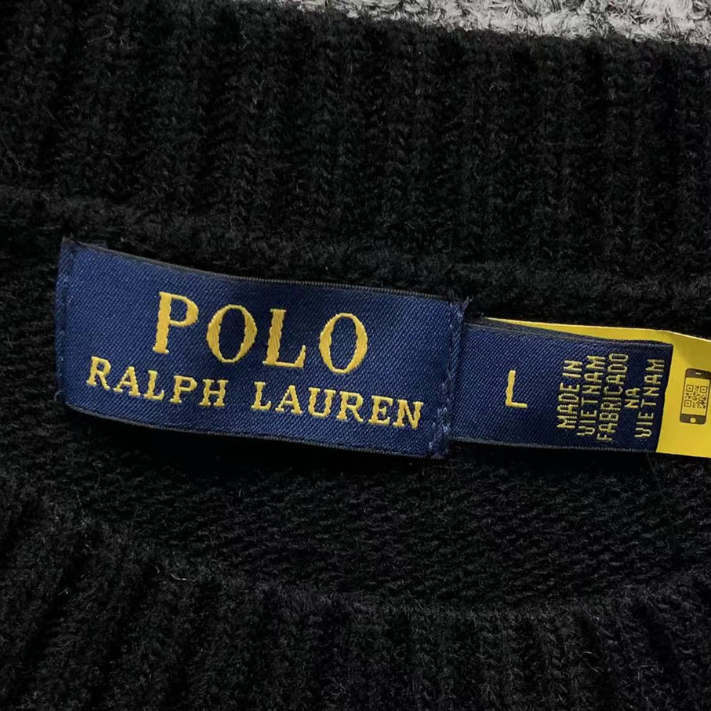 POLO
RALPH LAUREN
L
MADE IN
VIETNAM
FABRICADO
NA
VIETNAM